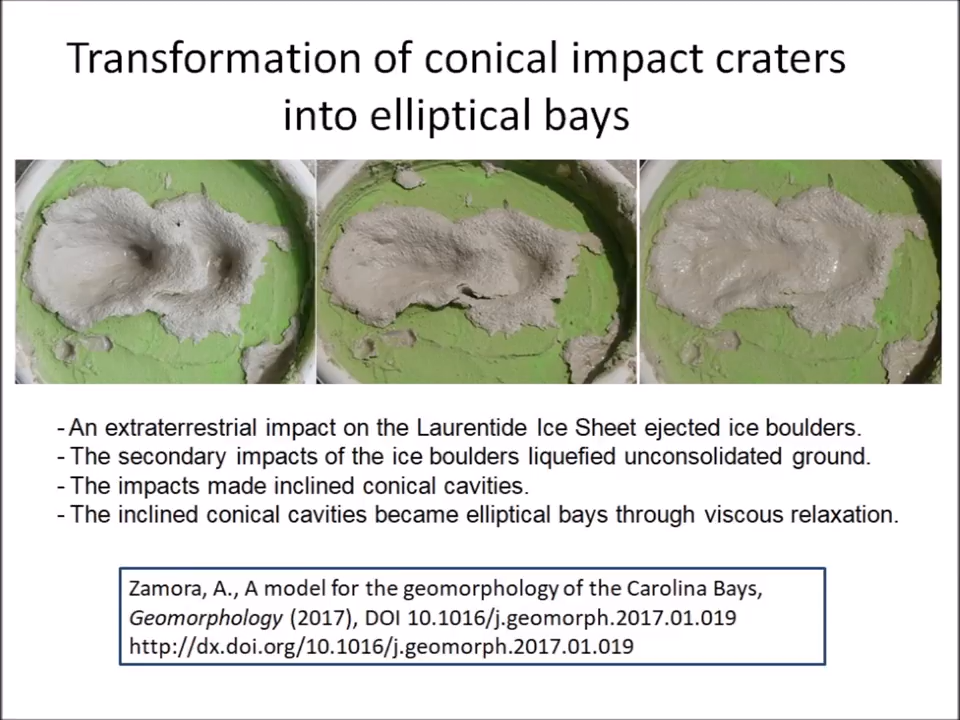 Transformation of conical impact craters
into elliptical bays
- An extraterrestrial impact on the Laurentide Ice Sheet ejected ice boulders.
- The secondary impacts of the ice boulders liquefied unconsolidated ground.
- The impacts made inclined conical cavities.
- The inclined conical cavities became elliptical bays through viscous relaxation.
Zamora, A., A model for the geomorphology of the Carolina Bays,
Geomorphology (2017), DOI 10.1016/j.geomorph.2017.01.019
http://dx.doi.org/10.1016/j.geomorph.2017.01.019